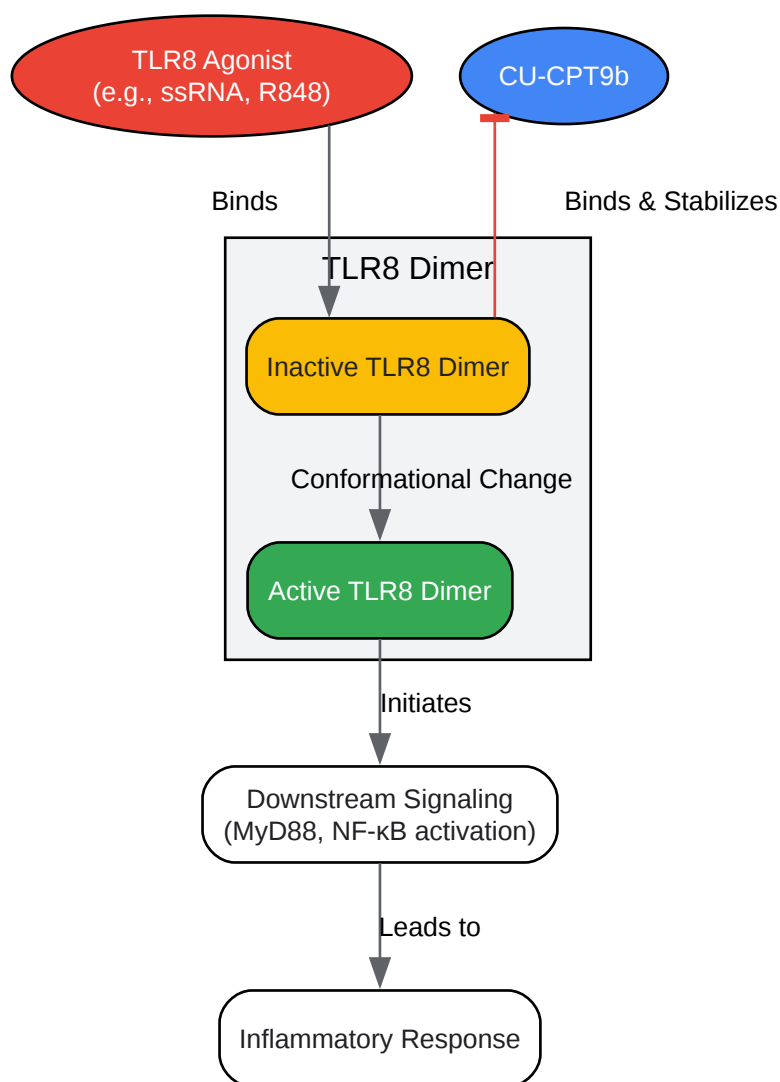 TLR8 Agonist
(e.g., ssRNA, R848)
CU-CPT9b
Binds
Binds & Stabilizes
TLR8 Dimer
Inactive TLR8 Dimer
Conformational Change
Active TLR8 Dimer
Initiates
Downstream Signaling
(MyD88, NF-κB activation)
Leads to
Inflammatory Response